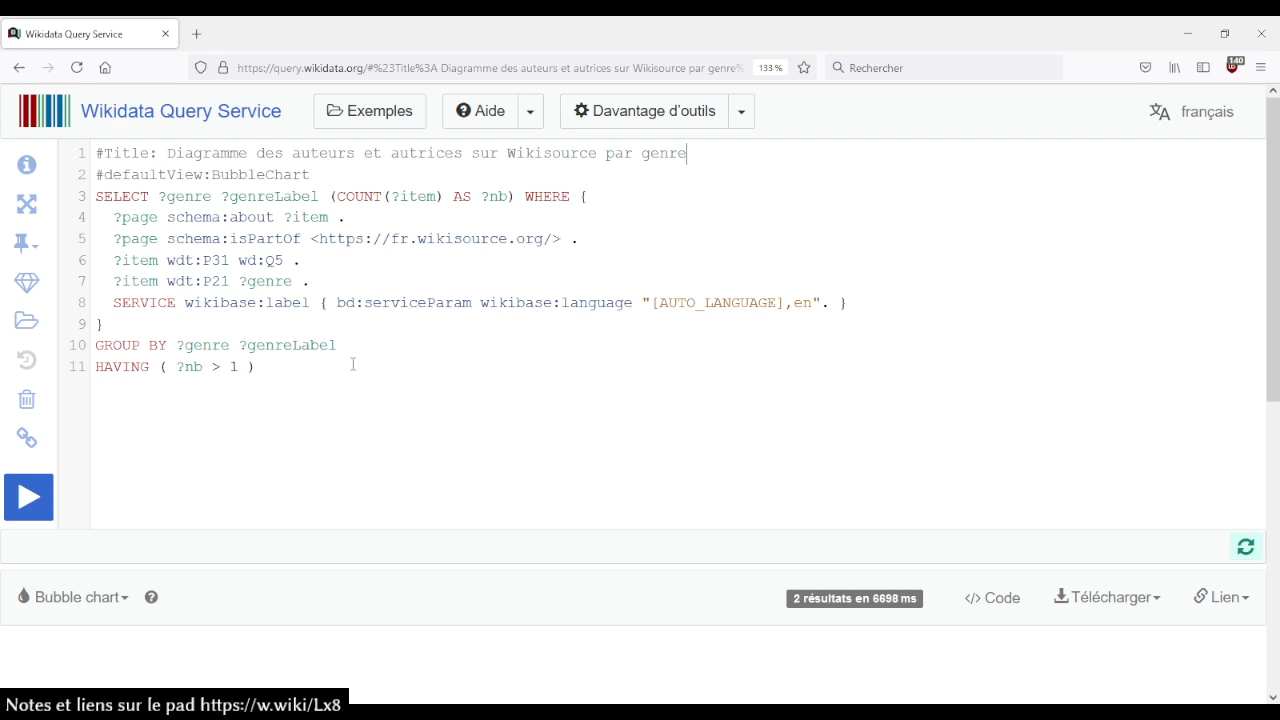 Wikidata Query Service
https://query.wikidata.org/#%23Title%3A Diagramme des auteurs et autrices sur Wikisource par genre%
133 %
Rechercher
140
Wikidata Query Service
Exemples
Aide
Davantage d'outils
français
1 #Title: Diagramme des auteurs et autrices sur Wikisource par genre
2 #defaultView:BubbleChart
3 SELECT ?genre ?genreLabel (COUNT(?item) AS ?nb) WHERE {
4 ?page schema:about ?item .
5 ?page schema:isPartOf <https://fr.wikisource.org/> .
6 ?item wdt:P31 wd:Q5 .
7 ?item wdt:P21 ?genre .
8 SERVICE wikibase:label { bd:serviceParam wikibase:language "[AUTO_LANGUAGE],en". }
9 }
10 GROUP BY ?genre ?genreLabel
11 HAVING ( ?nb > 1 )
Bubble chart
2 résultats en 6698 ms
</> Code
Télécharger
Lien
Notes et liens sur le pad https://w.wiki/Lx8